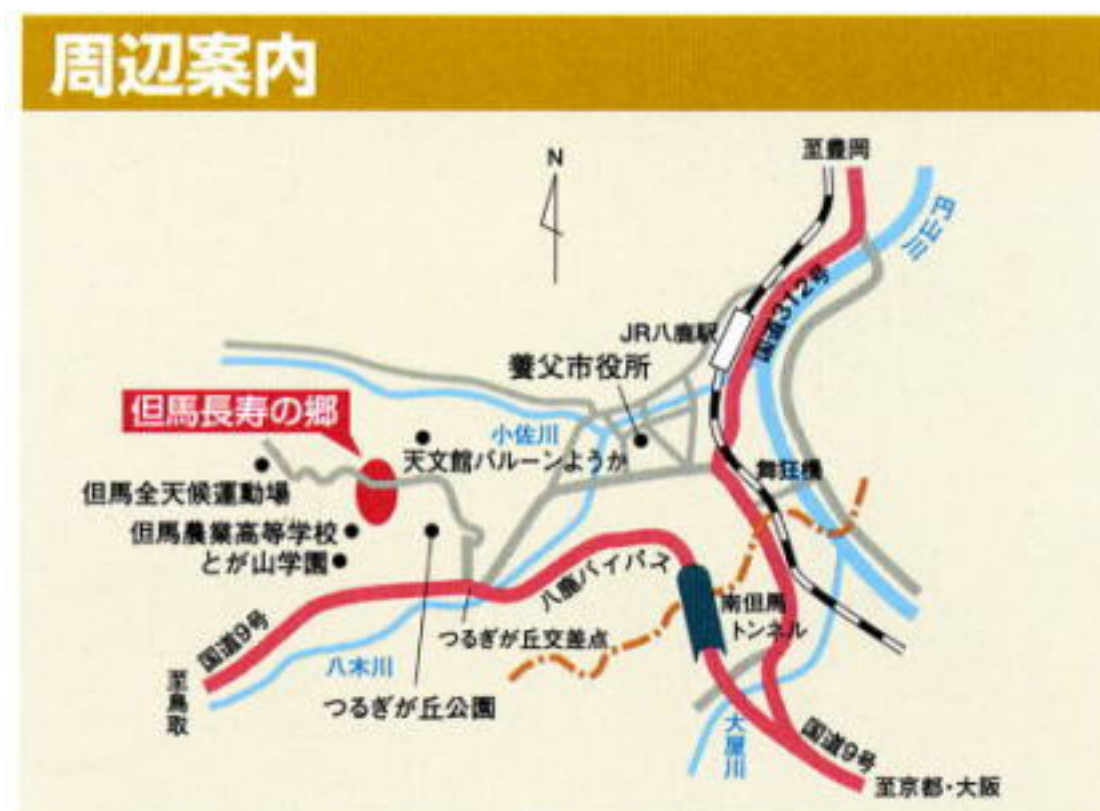 周辺案内
N
至豊岡
円山川
国道312号
JR八鹿駅
養父市役所
但馬長寿の郷
小佐川
天文館バルーンようか
舞狂橋
但馬全天候運動場
但馬農業高等学校
とが山学園
八鹿バイパス
南但馬
トンネル
国道9号
つるぎが丘交差点
八木川
至鳥取
つるぎが丘公園
大屋川
国道9号
至京都・大阪